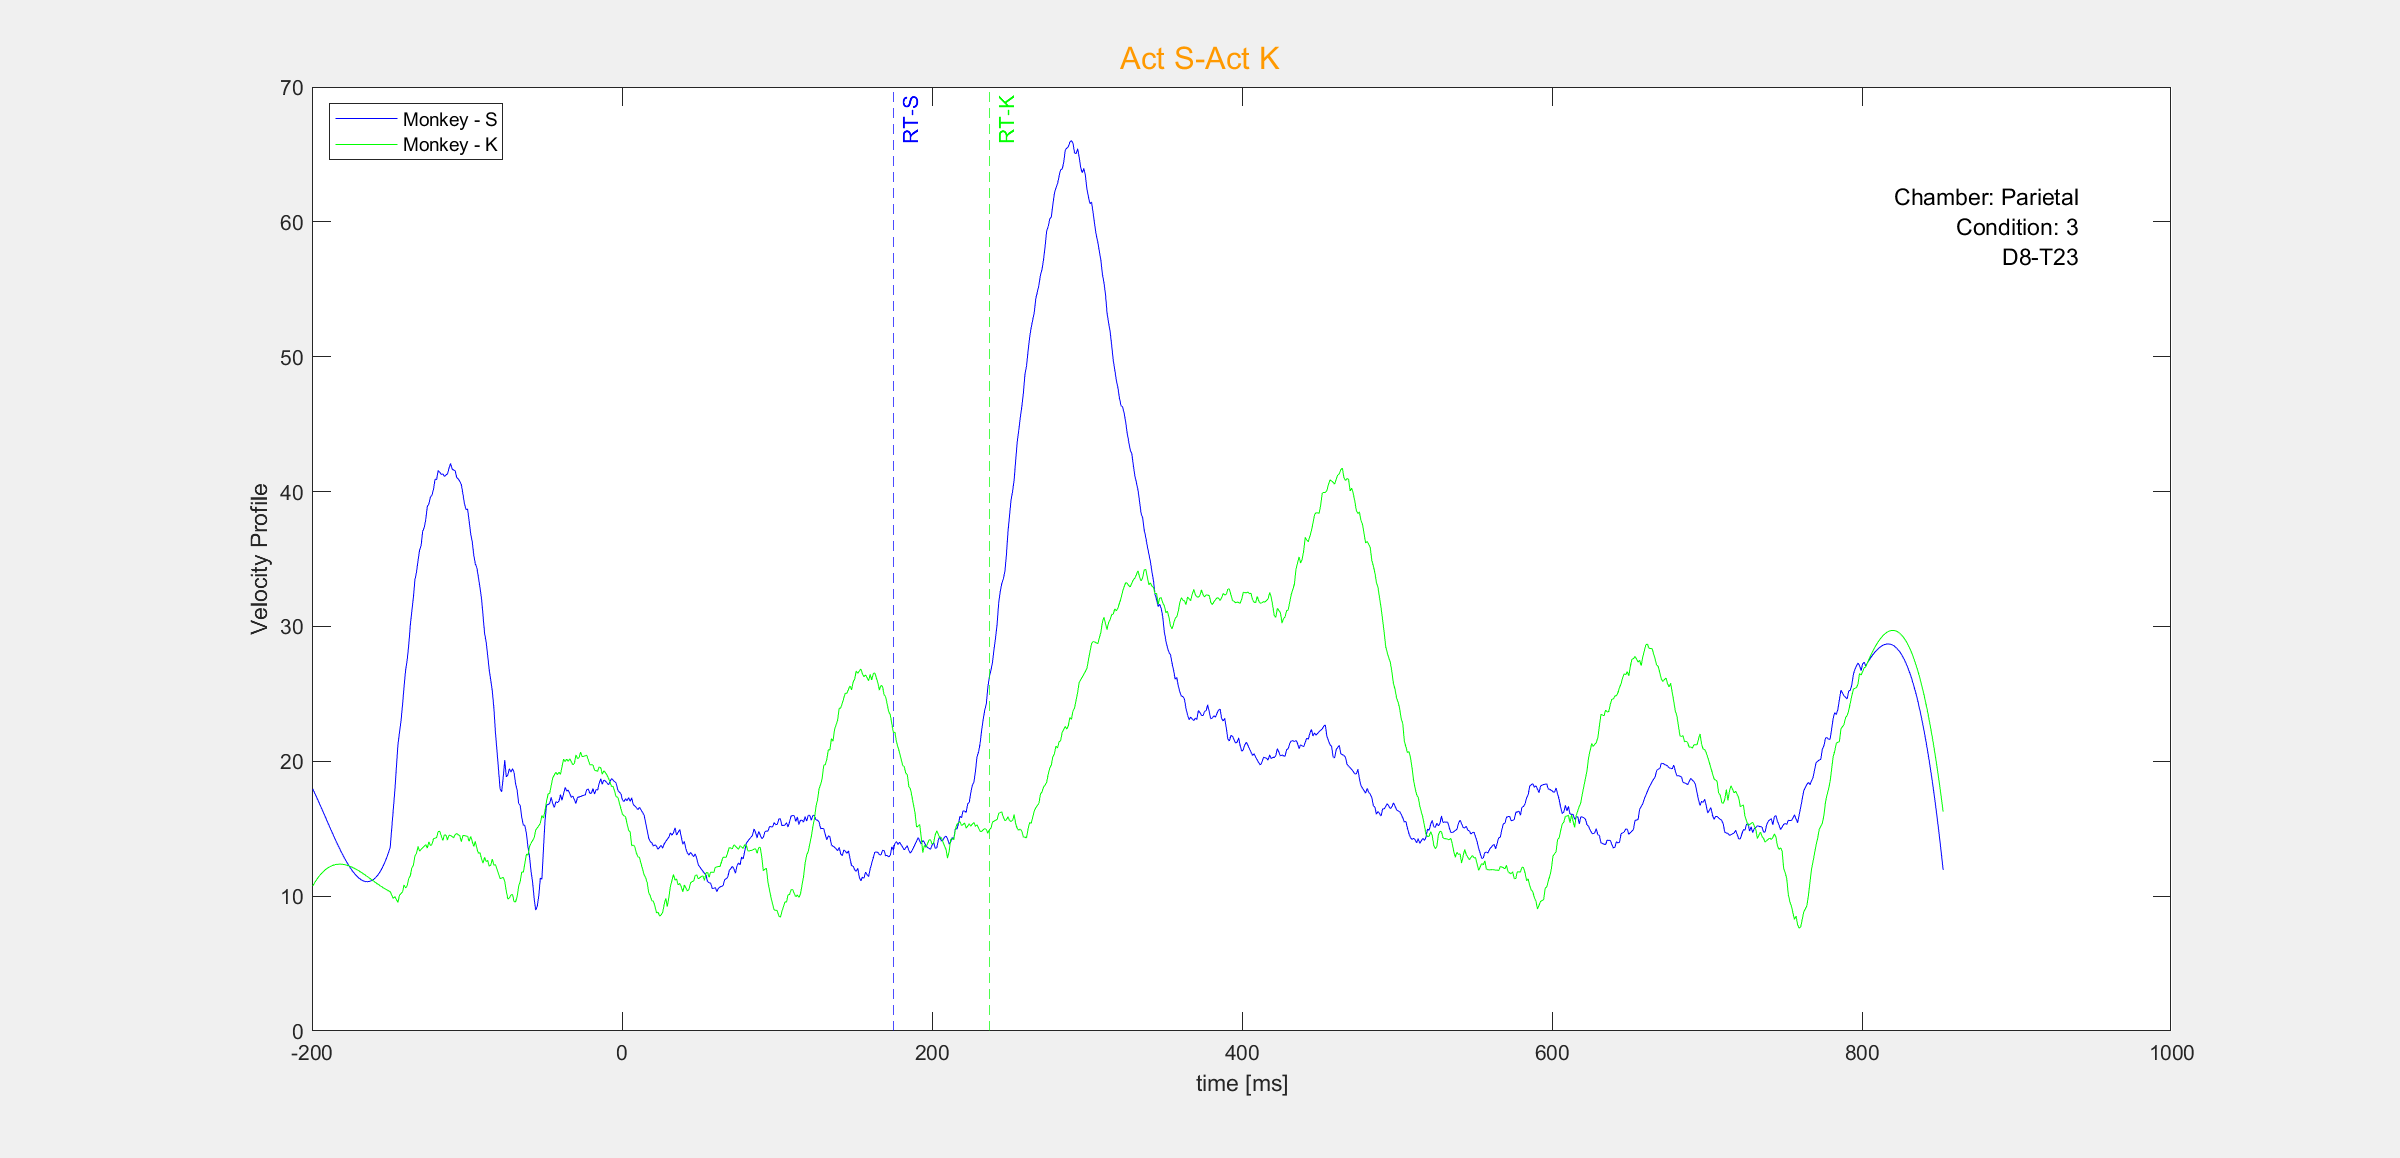 Act S-Act K
Monkey - S
Monkey - K
RT-S
RT-K
Chamber: Parietal
Condition: 3
D8-T23
Velocity Profile
70
60
50
40
30
20
10
0
-200
0
200
400
600
800
1000
time [ms]